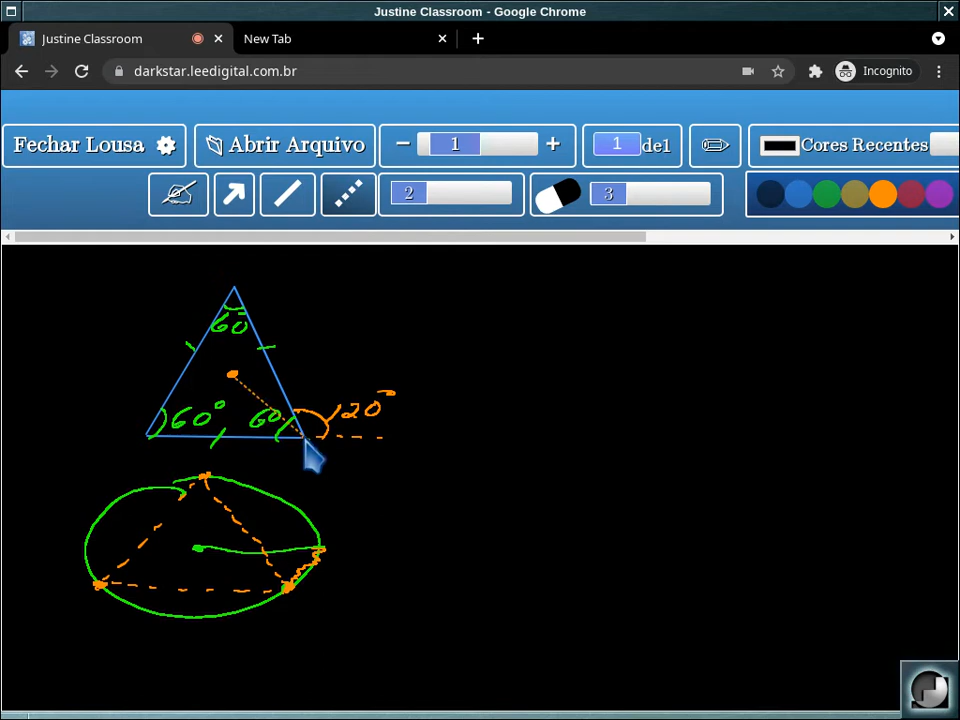 Justine Classroom - Google Chrome
Justine Classroom
New Tab
darkstar.leedigital.com.br
Incognito
Fechar Lousa
Abrir Arquivo
− 1 +
1 de1
Cores Recentes
2
3
60°
60° 60
120°